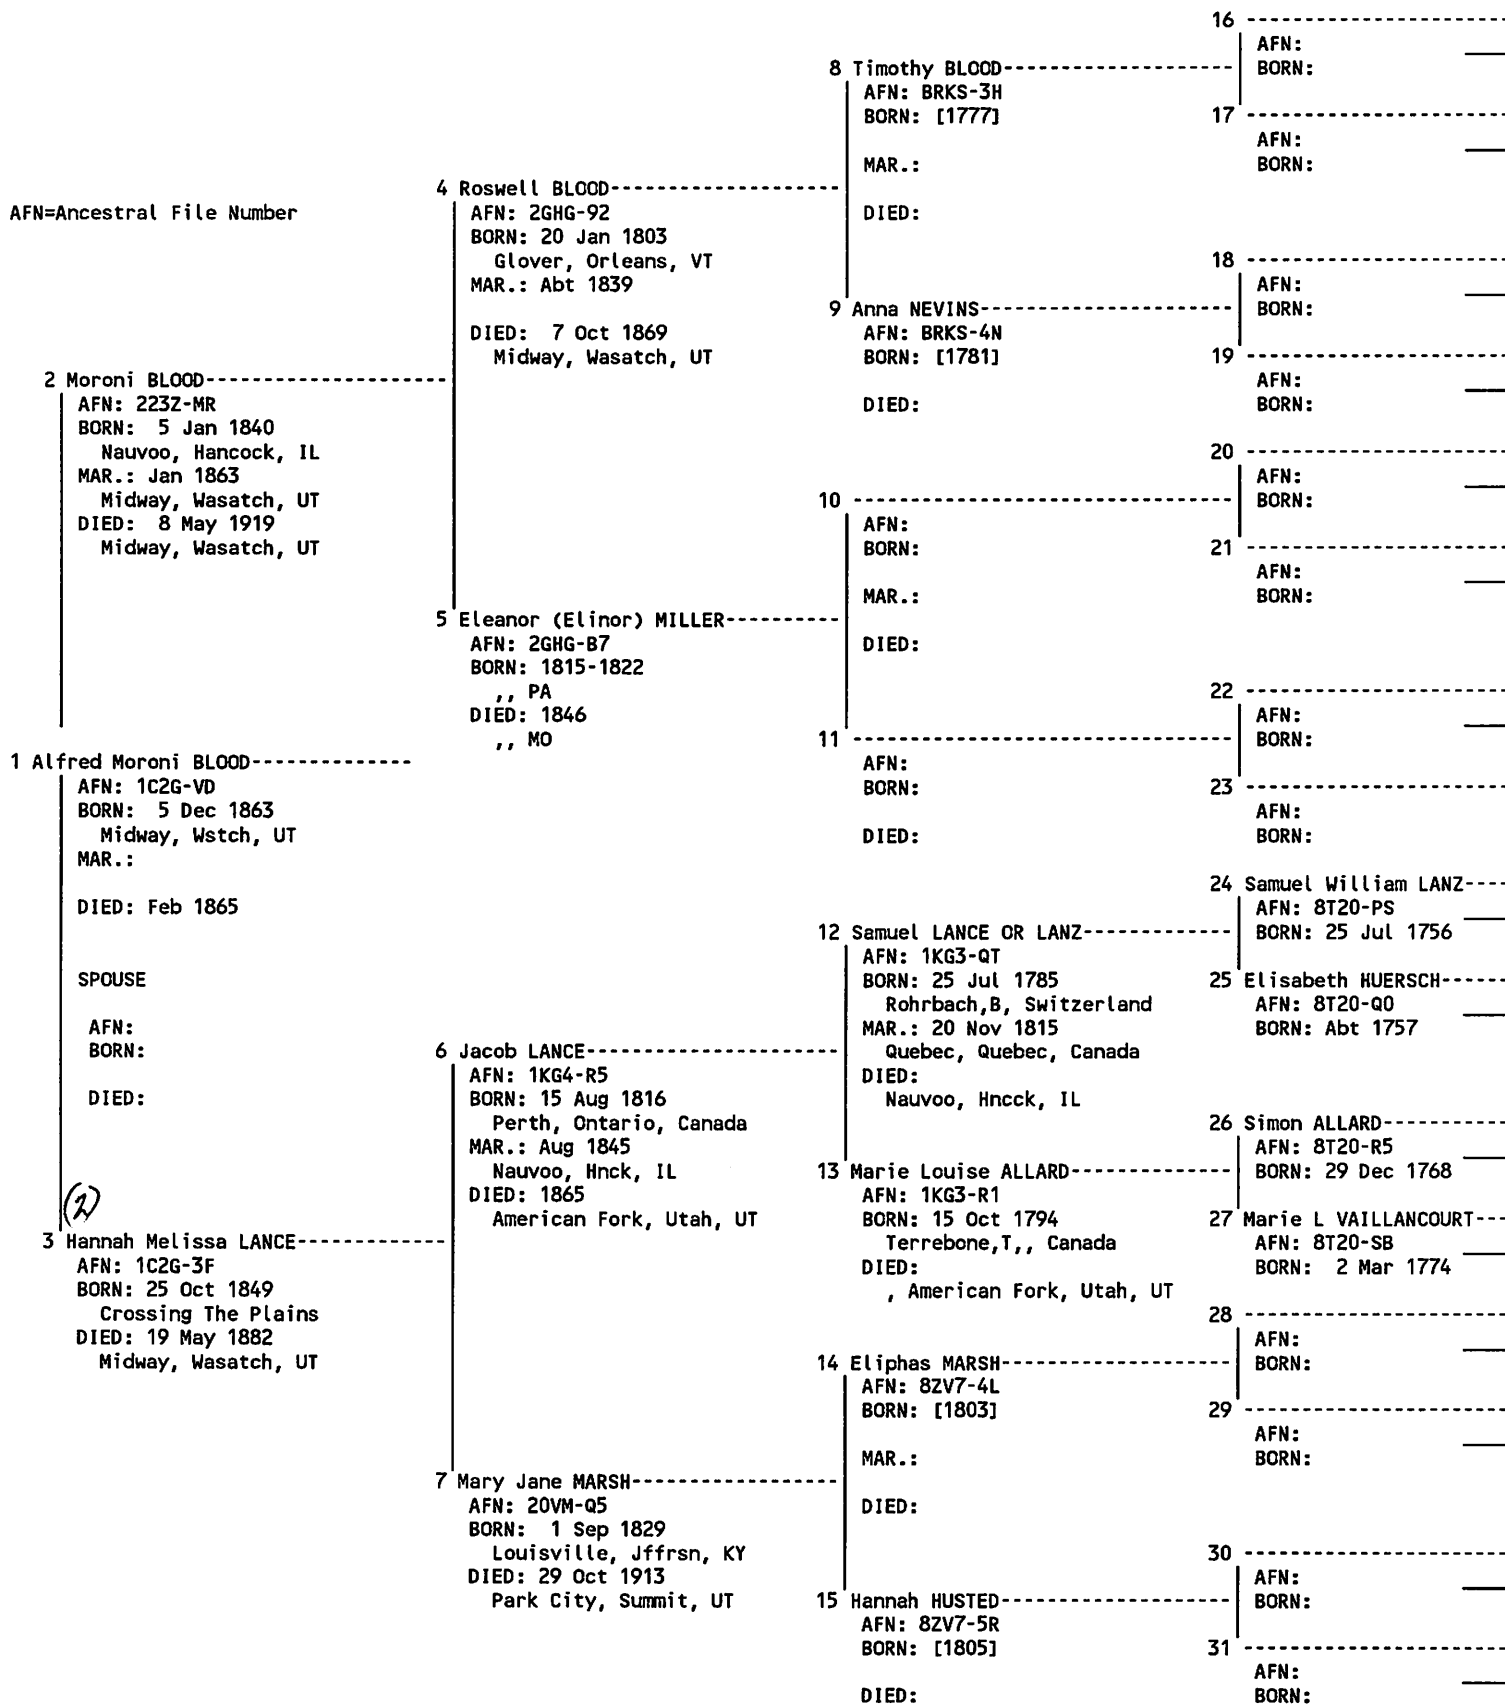 AFN=Ancestral File Number
1 Alfred Moroni BLOOD--------------
AFN: 1C2G-VD
BORN:  5 Dec 1863
Midway, Wstch, UT
MAR.:
DIED: Feb 1865
SPOUSE
AFN:
BORN:
DIED:
2 Moroni BLOOD--------------------
AFN: 223Z-MR
BORN:  5 Jan 1840
Nauvoo, Hancock, IL
MAR.: Jan 1863
Midway, Wasatch, UT
DIED:  8 May 1919
Midway, Wasatch, UT
(2)
3 Hannah Melissa LANCE------------
AFN: 1C2G-3F
BORN: 25 Oct 1849
Crossing The Plains
DIED: 19 May 1882
Midway, Wasatch, UT
4 Roswell BLOOD-------------------
AFN: 2GHG-92
BORN: 20 Jan 1803
Glover, Orleans, VT
MAR.: Abt 1839
DIED:  7 Oct 1869
Midway, Wasatch, UT
5 Eleanor (Elinor) MILLER---------
AFN: 2GHG-B7
BORN: 1815-1822
,, PA
DIED: 1846
,, MO
6 Jacob LANCE---------------------
AFN: 1KG4-R5
BORN: 15 Aug 1816
Perth, Ontario, Canada
MAR.: Aug 1845
Nauvoo, Hnck, IL
DIED: 1865
American Fork, Utah, UT
7 Mary Jane MARSH-----------------
AFN: 20VM-Q5
BORN:  1 Sep 1829
Louisville, Jffrsn, KY
DIED: 29 Oct 1913
Park City, Summit, UT
8 Timothy BLOOD-------------------
AFN: BRKS-3H
BORN: [1777]
MAR.:
DIED:
9 Anna NEVINS---------------------
AFN: BRKS-4N
BORN: [1781]
DIED:
10 --------------------------------
AFN:
BORN:
MAR.:
DIED:
11 --------------------------------
AFN:
BORN:
DIED:
12 Samuel LANCE OR LANZ------------
AFN: 1KG3-QT
BORN: 25 Jul 1785
Rohrbach,B, Switzerland
MAR.: 20 Nov 1815
Quebec, Quebec, Canada
DIED:
Nauvoo, Hncck, IL
13 Marie Louise ALLARD-------------
AFN: 1KG3-R1
BORN: 15 Oct 1794
Terrebone,T,, Canada
DIED:
, American Fork, Utah, UT
14 Eliphas MARSH-------------------
AFN: 8ZV7-4L
BORN: [1803]
MAR.:
DIED:
15 Hannah HUSTED-------------------
AFN: 8ZV7-5R
BORN: [1805]
DIED:
16 ----------------------
AFN:
BORN:
17 ----------------------
AFN:
BORN:
18 ----------------------
AFN:
BORN:
19 ----------------------
AFN:
BORN:
20 ----------------------
AFN:
BORN:
21 ----------------------
AFN:
BORN:
22 ----------------------
AFN:
BORN:
23 ----------------------
AFN:
BORN:
24 Samuel William LANZ----
AFN: 8T20-PS
BORN: 25 Jul 1756
25 Elisabeth HUERSCH------
AFN: 8T20-Q0
BORN: Abt 1757
26 Simon ALLARD-----------
AFN: 8T20-R5
BORN: 29 Dec 1768
27 Marie L VAILLANCOURT---
AFN: 8T20-SB
BORN:  2 Mar 1774
28 ----------------------
AFN:
BORN:
29 ----------------------
AFN:
BORN:
30 ----------------------
AFN:
BORN:
31 ----------------------
AFN:
BORN: